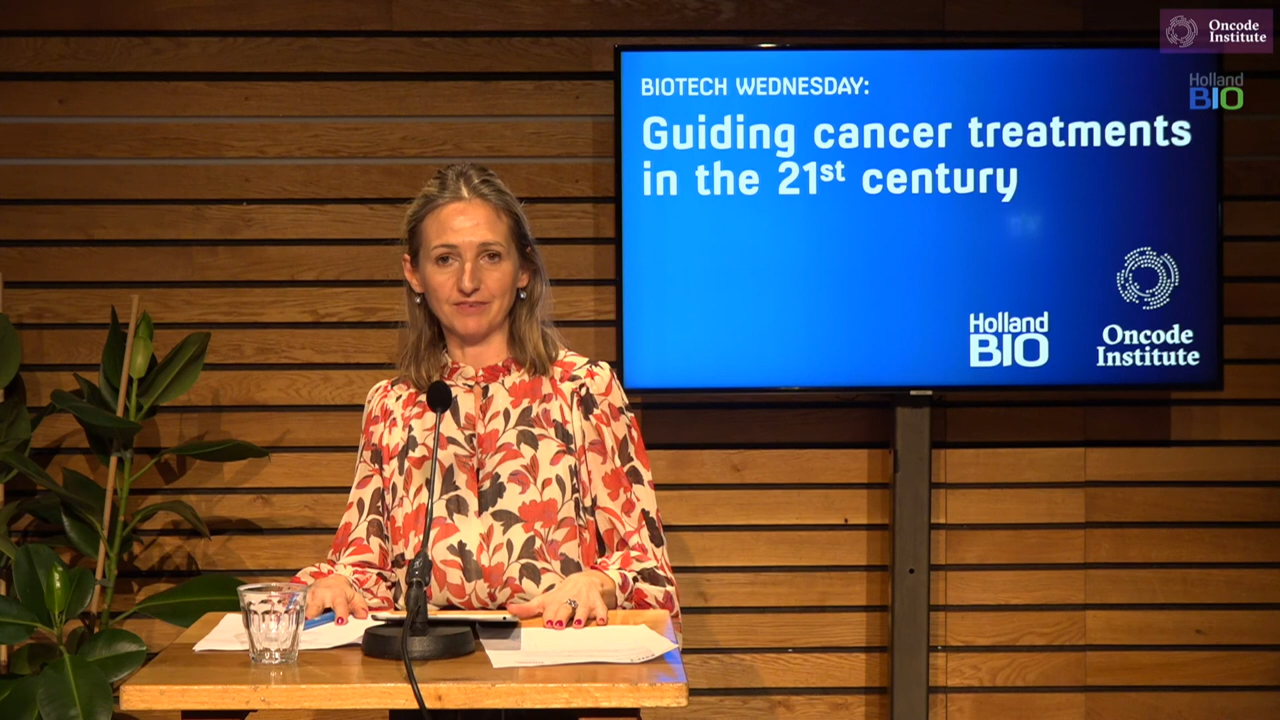 Oncode
Institute
Holland
BIO
BIOTECH WEDNESDAY:
Guiding cancer treatments
in the 21st century
Holland
BIO
Oncode
Institute